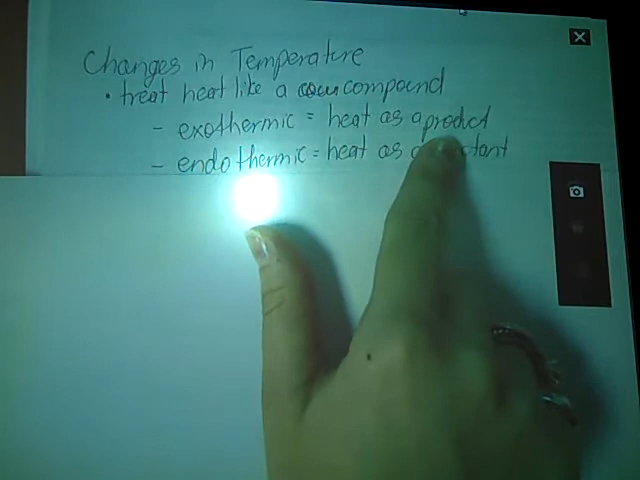 Changes in Temperature
• treat heat like a compound
- exothermic = heat as a product
- endothermic = heat as